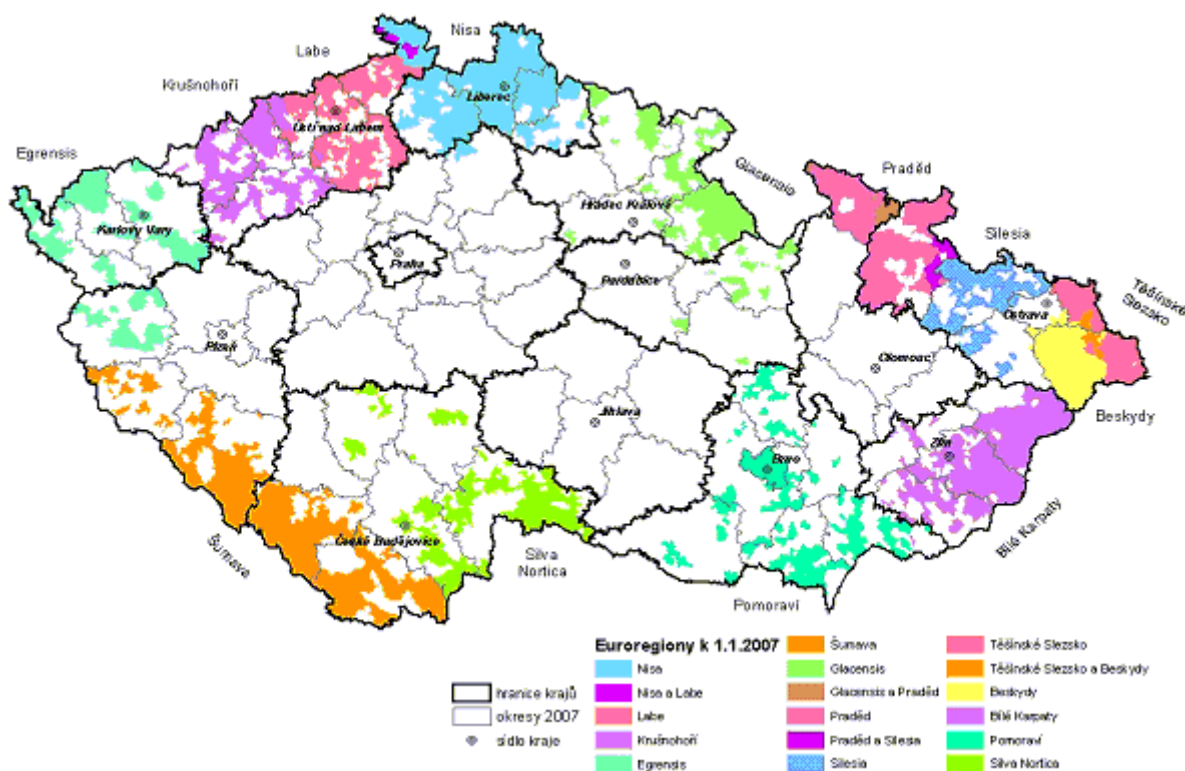 Nisa
Labe
Krušnohoří
Egrensis
Liberec
Ústí nad Labem
Karlovy Vary
Glacensis
Praděd
Silesia
Těšínské
Slezsko
Hradec Králové
Praha
Pardubice
Ostrava
Plzeň
Olomouc
Beskydy
Jihlava
Zlín
Brno
Bílé Karpaty
České Budějovice
Šumava
Silva
Nortica
Pomoraví
Euroregiony k 1.1.2007
hranice krajů
okresy 2007
sídlo kraje
Nisa
Nisa a Labe
Labe
Krušnohoří
Egrensis
Šumava
Glacensis
Glacensis a Praděd
Praděd
Praděd a Silesia
Silesia
Těšínské Slezsko
Těšínské Slezsko a Beskydy
Beskydy
Bílé Karpaty
Pomoraví
Silva Nortica